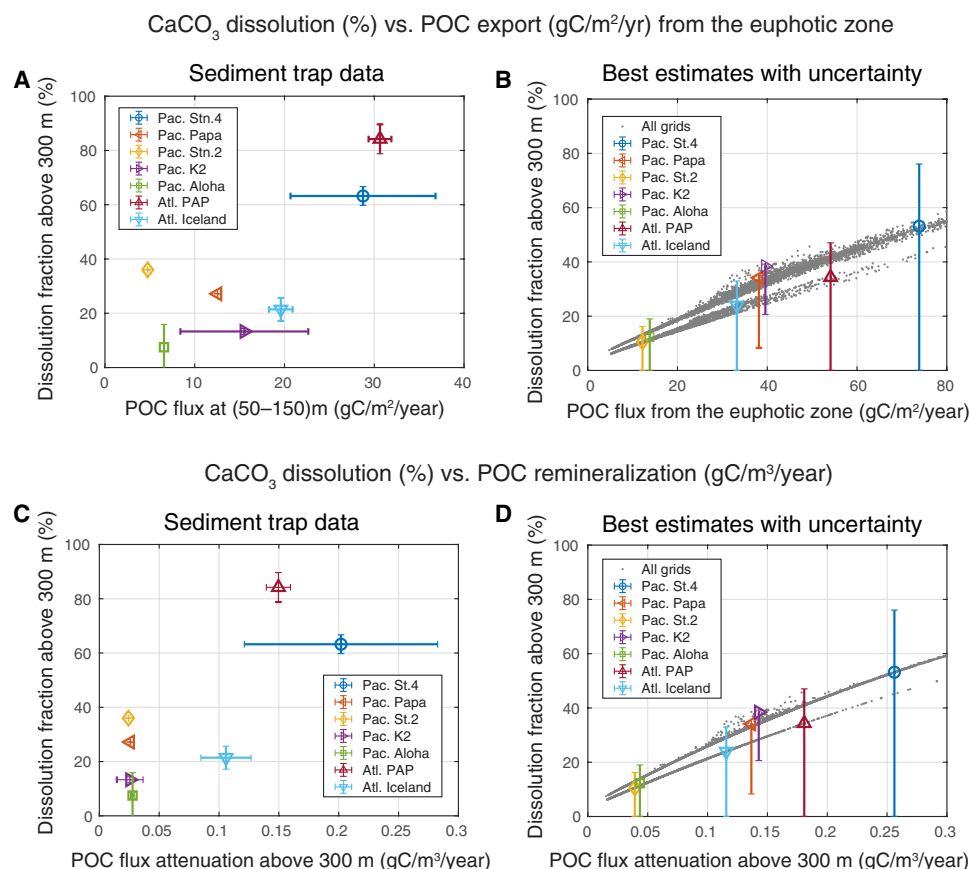 CaCO₃ dissolution (%) vs. POC export (gC/m²/yr) from the euphotic zone
A
Sediment trap data
Dissolution fraction above 300 m (%)
100
80
60
40
20
0
Pac. Stn.4
Pac. Papa
Pac. Stn.2
Pac. K2
Pac. Aloha
Atl. PAP
Atl. Iceland
0 10 20 30 40
POC flux at (50–150)m (gC/m²/year)
B
Best estimates with uncertainty
Dissolution fraction above 300 m (%)
100
80
60
40
20
0
All grids
Pac. St.4
Pac. Papa
Pac. St.2
Pac. K2
Pac. Aloha
Atl. PAP
Atl. Iceland
0 20 40 60 80
POC flux from the euphotic zone (gC/m²/year)
CaCO₃ dissolution (%) vs. POC remineralization (gC/m³/year)
C
Sediment trap data
Dissolution fraction above 300 m (%)
100
80
60
40
20
0
Pac. St.4
Pac. Papa
Pac. St.2
Pac. K2
Pac. Aloha
Atl. PAP
Atl. Iceland
0 0.05 0.1 0.15 0.2 0.25 0.3
POC flux attenuation above 300 m (gC/m³/year)
D
Best estimates with uncertainty
Dissolution fraction above 300 m (%)
100
80
60
40
20
0
All grids
Pac. St.4
Pac. Papa
Pac. St.2
Pac. K2
Pac. Aloha
Atl. PAP
Atl. Iceland
0 0.05 0.1 0.15 0.2 0.25 0.3
POC flux attenuation above 300 m (gC/m³/year)